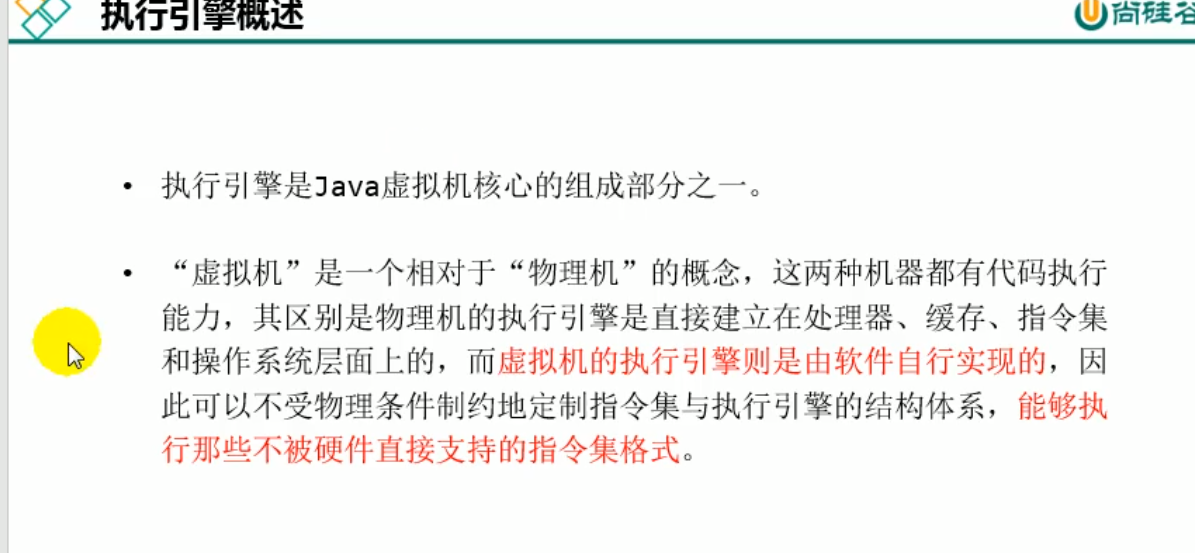 执行引擎概述
尚硅谷
• 执行引擎是Java虚拟机核心的组成部分之一。
• “虚拟机”是一个相对于“物理机”的概念，这两种机器都有代码执行
能力，其区别是物理机的执行引擎是直接建立在处理器、缓存、指令集
和操作系统层面上的，而虚拟机的执行引擎则是由软件自行实现的，因
此可以不受物理条件制约地定制指令集与执行引擎的结构体系，能够执
行那些不被硬件直接支持的指令集格式。